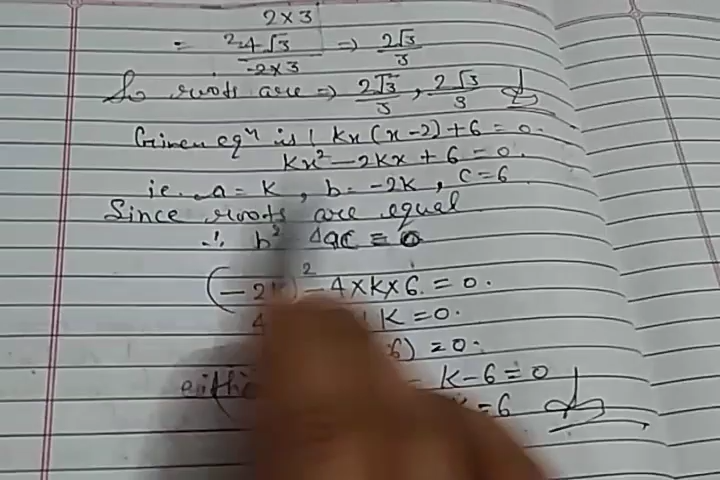 2×3
= 4√3 / 2×3 => 2√3/3
So roots are => 2√3/3, 2√3/3
Given eqⁿ is | kx(x-2)+6=0.
kx²-2kx+6=0.
ie. a=k, b=-2k, c=6
Since roots are equal
∴ b² 4ac=0
(-2k)²-4×k×6=0.
4 k=0.
6)=0.
k-6=0
=6